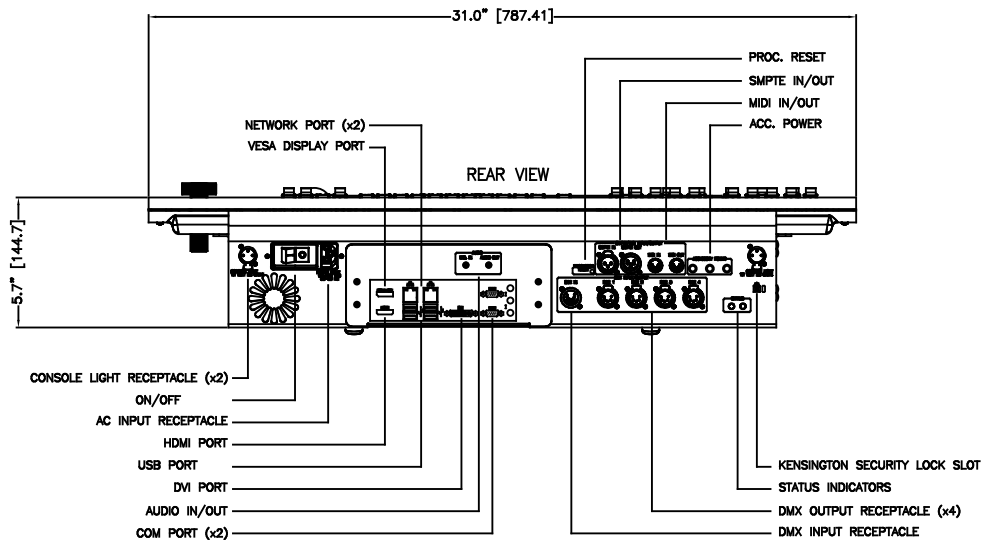 31.0" [787.41]
PROC. RESET
SMPTE IN/OUT
MIDI IN/OUT
ACC. POWER
NETWORK PORT (x2)
VESA DISPLAY PORT
REAR VIEW
5.7" [144.7]
CONSOLE LIGHT RECEPTACLE (x2)
ON/OFF
AC INPUT RECEPTACLE
HDMI PORT
USB PORT
DVI PORT
AUDIO IN/OUT
COM PORT (x2)
KENSINGTON SECURITY LOCK SLOT
STATUS INDICATORS
DMX OUTPUT RECEPTACLE (x4)
DMX INPUT RECEPTACLE